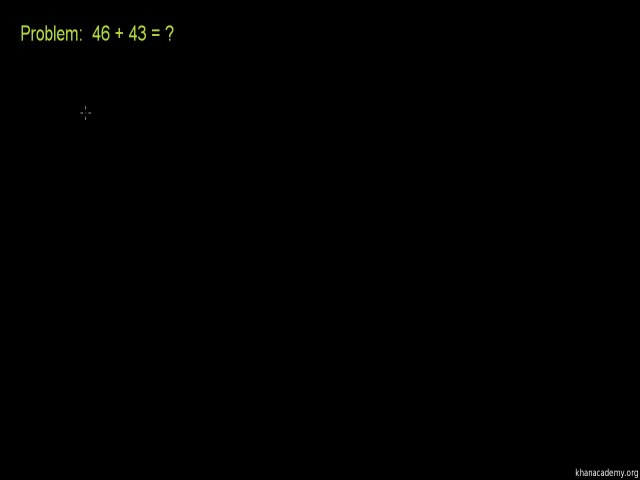 Problem: 46 + 43 = ?
khanacademy.org